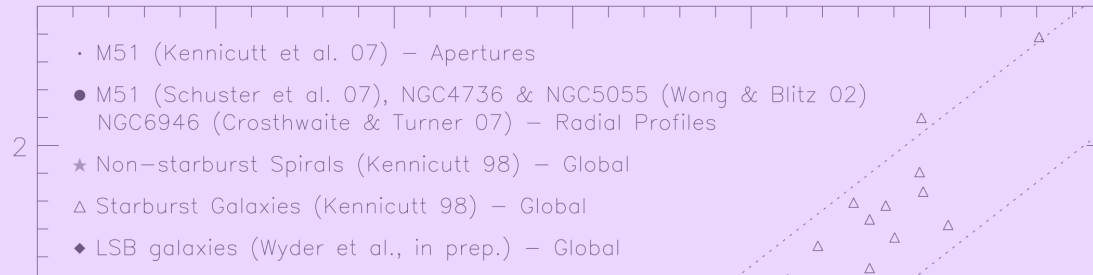 · M51 (Kennicutt et al. 07) — Apertures
● M51 (Schuster et al. 07), NGC4736 & NGC5055 (Wong & Blitz 02)
NGC6946 (Crosthwaite & Turner 07) — Radial Profiles
2
★ Non-starburst Spirals (Kennicutt 98) — Global
△ Starburst Galaxies (Kennicutt 98) — Global
◆ LSB galaxies (Wyder et al., in prep.) — Global